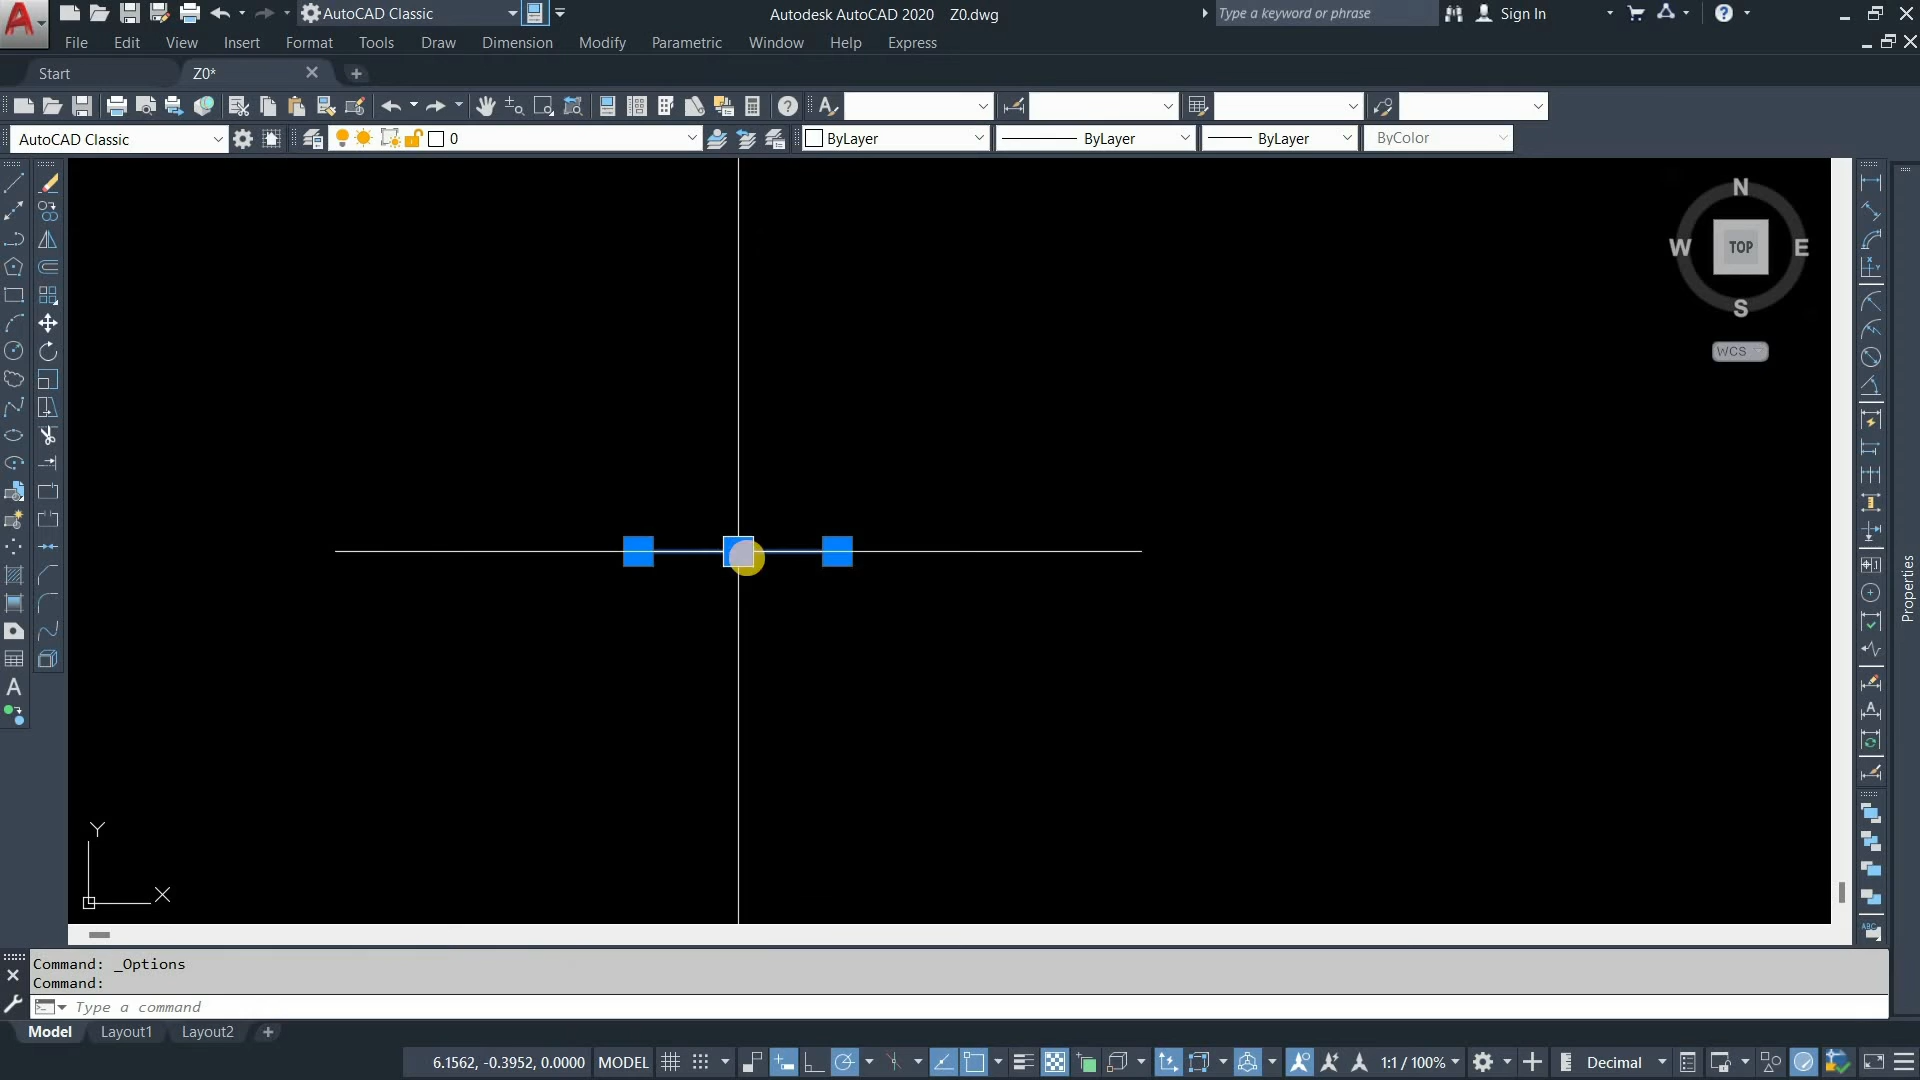 A AutoCAD Classic Autodesk AutoCAD 2020 Z0.dwg Type a keyword or phrase Sign In ?
File Edit View Insert Format Tools Draw Dimension Modify Parametric Window Help Express
Start Z0*
AutoCAD Classic 0 ByLayer ByLayer ByLayer ByColor
N
W TOP E
S
WCS
A
Properties
Y
X
Command: _Options
Command:
Type a command
Model Layout1 Layout2 +
6.1562, -0.3952, 0.0000 MODEL 1:1 / 100% Decimal